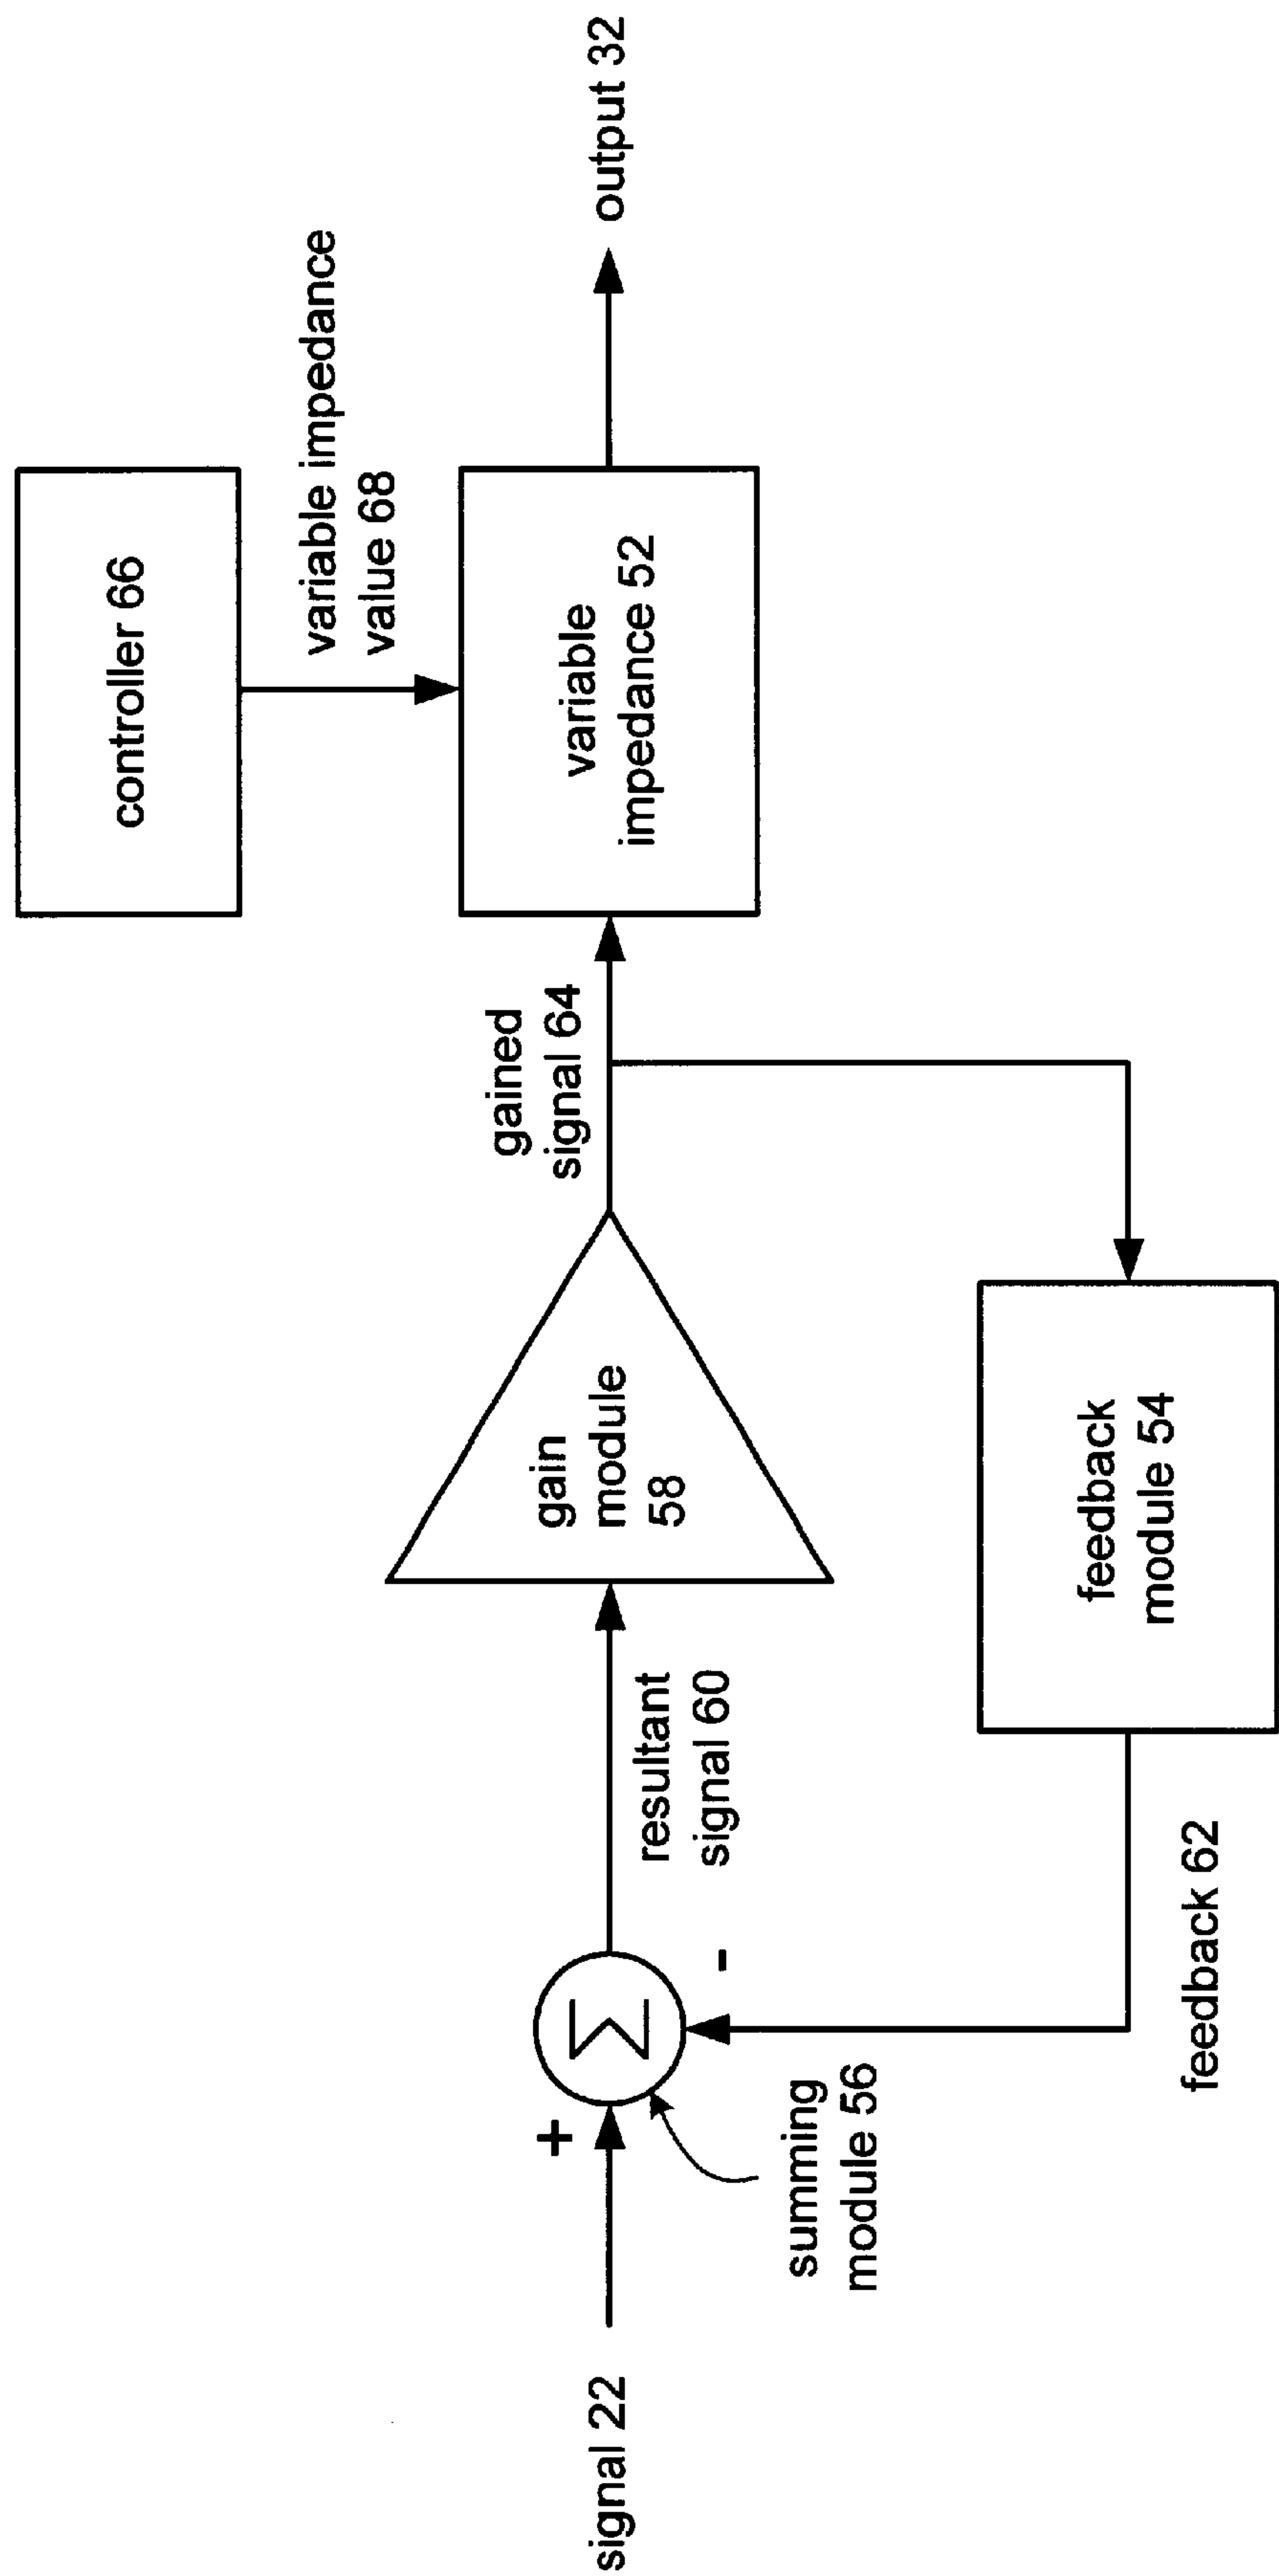 controller 66
variable impedance
value 68
variable
impedance 52
output 32
gained
signal 64
gain
module
58
resultant
signal 60
signal 22
+
Σ
-
summing
module 56
feedback
module 54
feedback 62